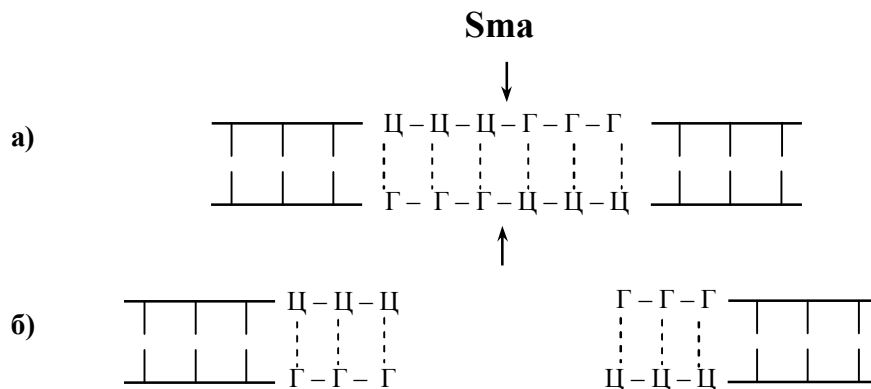 Sma
а)
Ц – Ц – Ц – Г – Г – Г
Г – Г – Г – Ц – Ц – Ц
б)
Ц – Ц – Ц Г – Г – Г
Г – Г – Г Ц – Ц – Ц